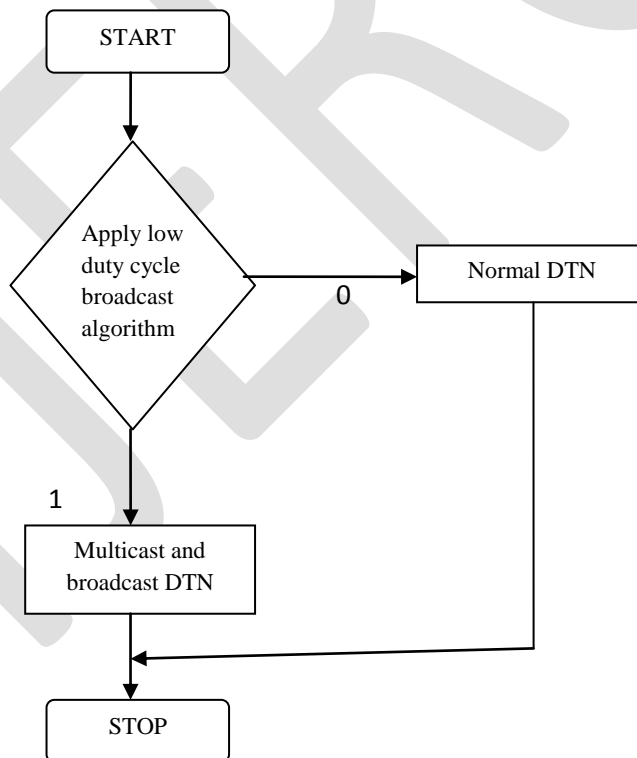 START
Apply low
duty cycle
broadcast
algorithm
0
Normal DTN
1
Multicast and
broadcast DTN
STOP